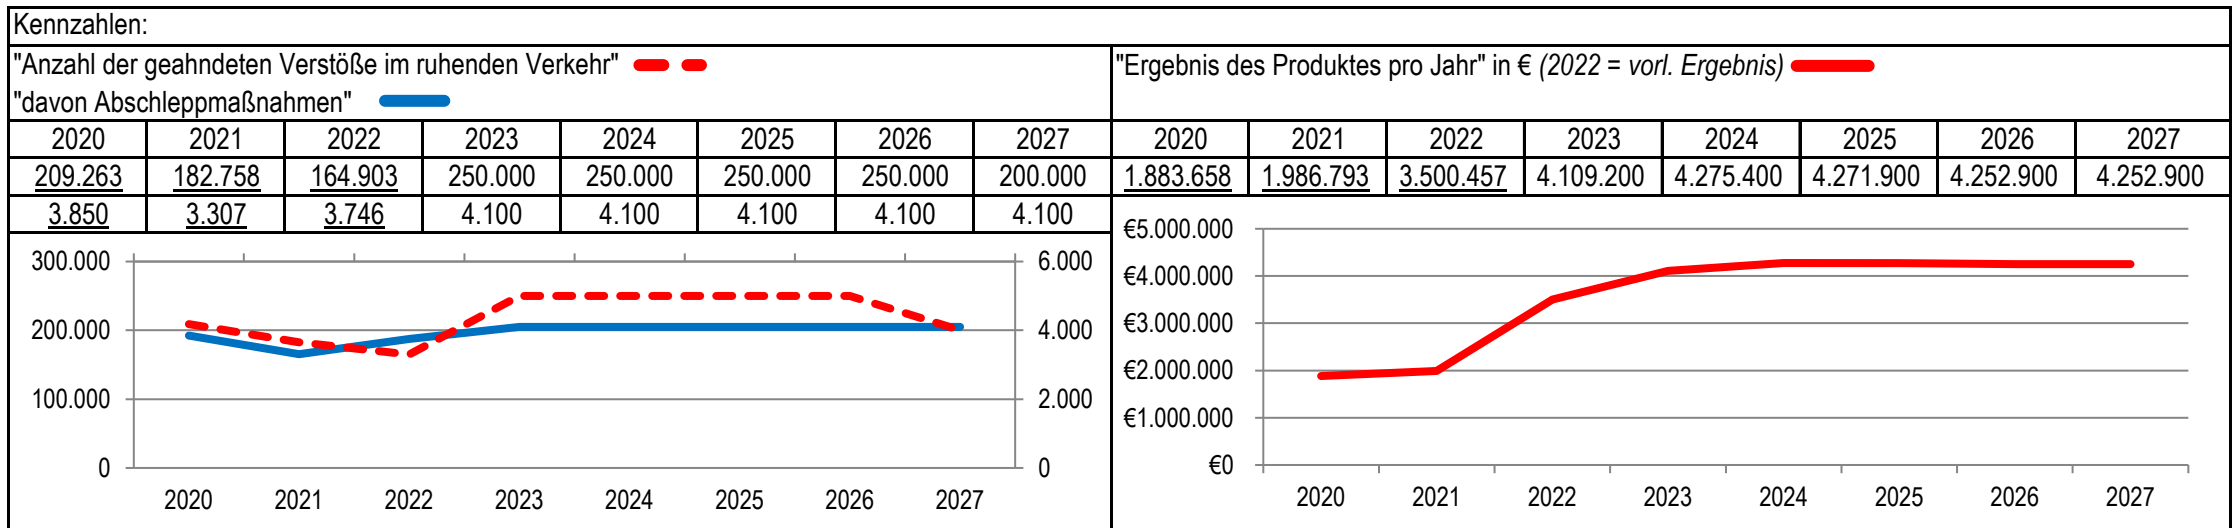 Kennzahlen:
"Anzahl der geahndeten Verstöße im ruhenden Verkehr"
"davon Abschleppmaßnahmen"
2020 2021 2022 2023 2024 2025 2026 2027
209.263 182.758 164.903 250.000 250.000 250.000 250.000 200.000
3.850 3.307 3.746 4.100 4.100 4.100 4.100 4.100
300.000 6.000
200.000 4.000
100.000 2.000
0 0
2020 2021 2022 2023 2024 2025 2026 2027
"Ergebnis des Produktes pro Jahr" in € (2022 = vorl. Ergebnis)
2020 2021 2022 2023 2024 2025 2026 2027
1.883.658 1.986.793 3.500.457 4.109.200 4.275.400 4.271.900 4.252.900 4.252.900
€5.000.000
€4.000.000
€3.000.000
€2.000.000
€1.000.000
€0
2020 2021 2022 2023 2024 2025 2026 2027